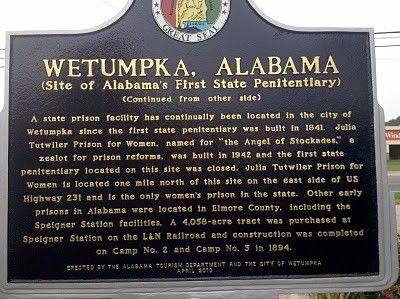 GREAT SEAL
WETUMPKA, ALABAMA
(Site of Alabama's First State Penitentiary)
(Continued from other side)
A state prison facility has continually been located in the city of
Wetumpka since the first state penitentiary was built in 1841. Julia
Tutwiler Prison for Women, named for "the Angel of Stockades," a
zealot for prison reforms, was built in 1942 and the first state
penitentiary located on this site was closed. Julia Tutwiler Prison for
Women is located one mile north of this site on the east side of US
Highway 231 and is the only women's prison in the state. Other early
prisons in Alabama were located in Elmore County, including the
Speigner Station facilities. A 4,058-acre tract was purchased at
Speigner Station on the L&N Railroad and construction was completed
on Camp No. 2 and Camp No. 3 in 1894.
ERECTED BY THE ALABAMA TOURISM DEPARTMENT AND THE CITY OF WETUMPKA
APRIL 2010